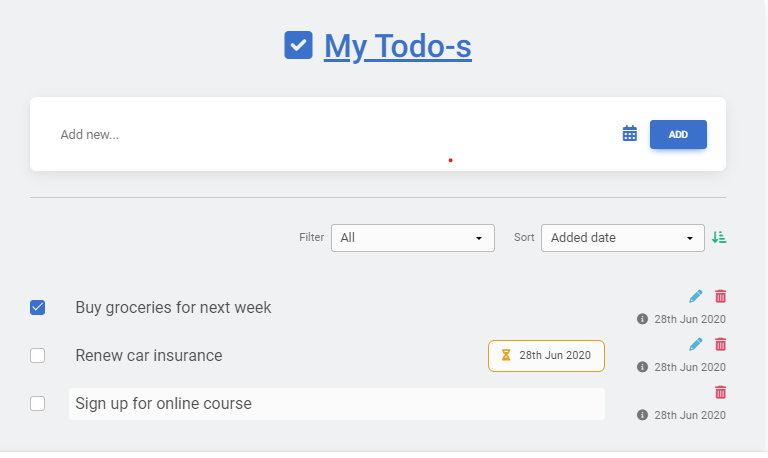 My Todo-s
Add new...
ADD
Filter All Sort Added date
Buy groceries for next week
28th Jun 2020
Renew car insurance 28th Jun 2020
28th Jun 2020
Sign up for online course
28th Jun 2020